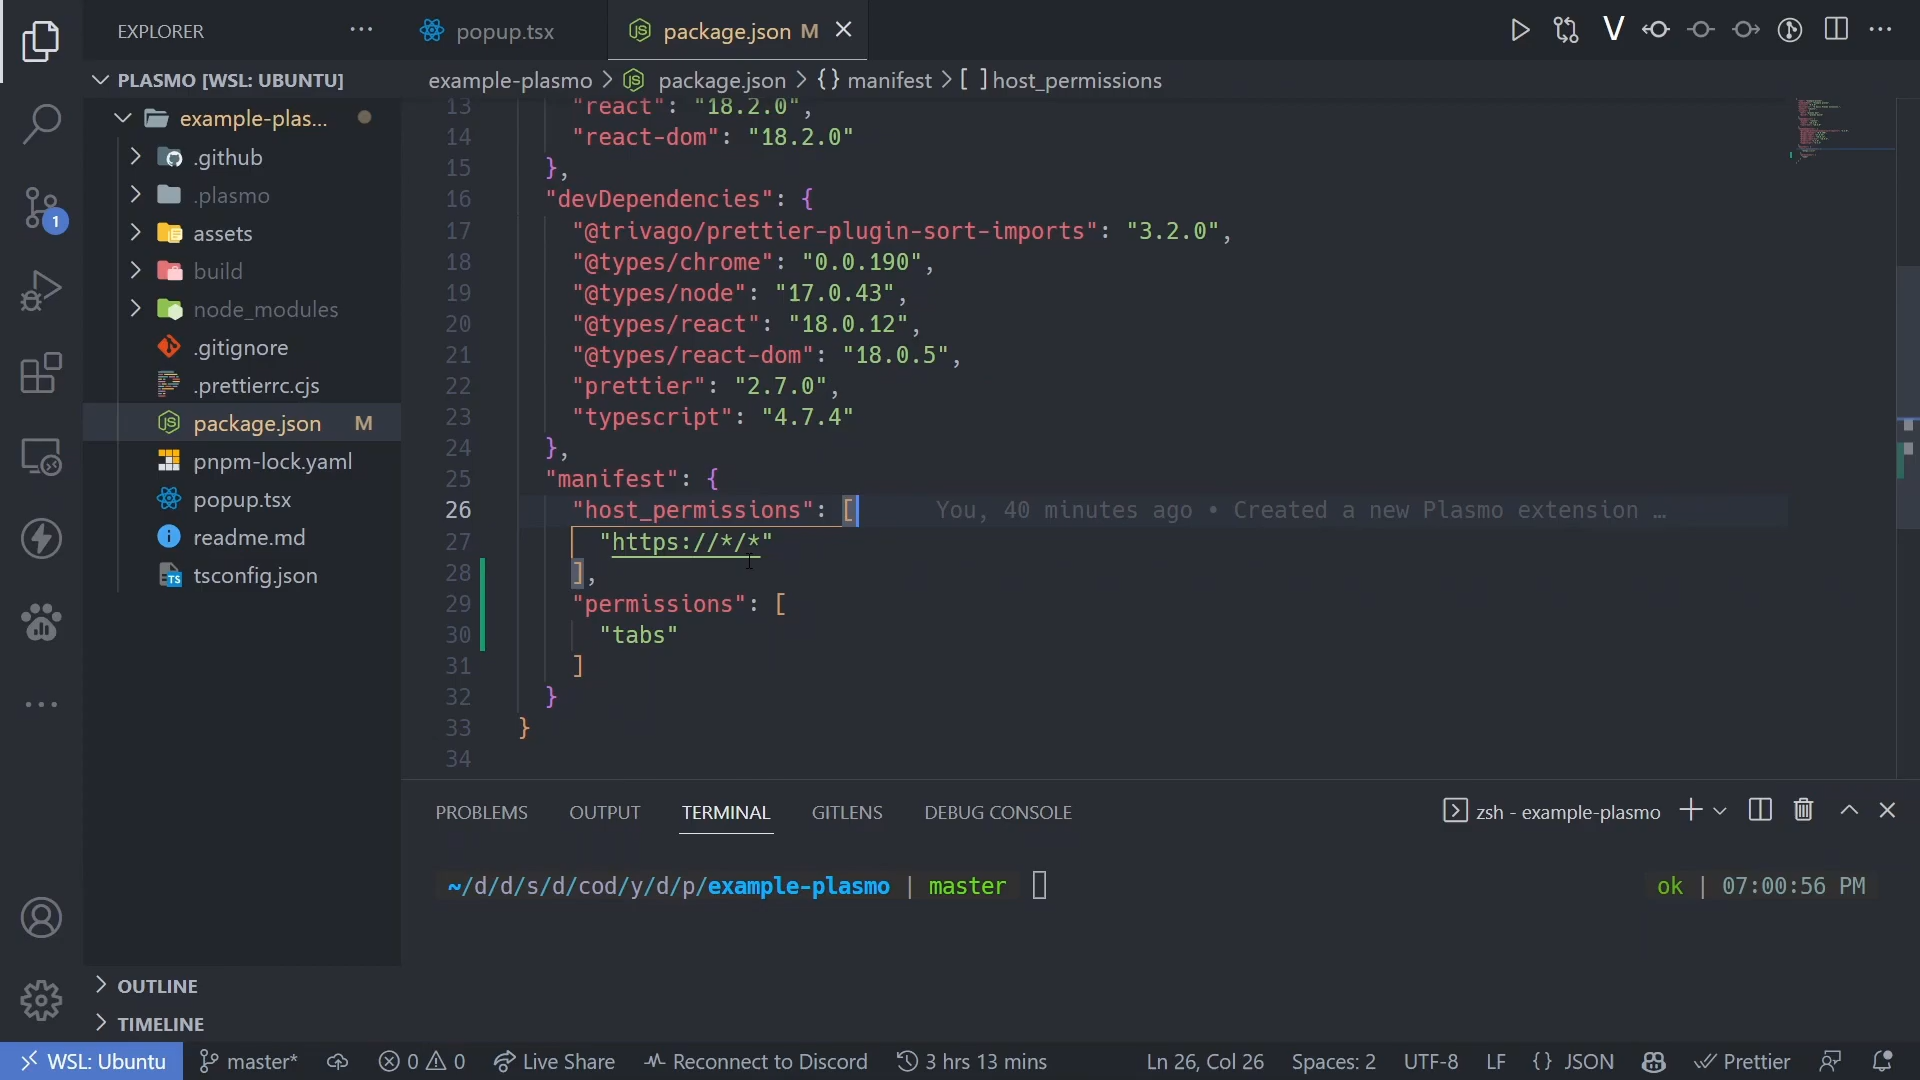 EXPLORER
PLASMO [WSL: UBUNTU]
example-plas...
.github
.plasmo
assets
build
node_modules
.gitignore
.prettierrc.cjs
package.json M
pnpm-lock.yaml
popup.tsx
readme.md
tsconfig.json
OUTLINE
TIMELINE
1
popup.tsx
package.json M
example-plasmo > package.json > {} manifest > [ ] host_permissions
13 "react": "18.2.0",
14 "react-dom": "18.2.0"
15 },
16 "devDependencies": {
17 "@trivago/prettier-plugin-sort-imports": "3.2.0",
18 "@types/chrome": "0.0.190",
19 "@types/node": "17.0.43",
20 "@types/react": "18.0.12",
21 "@types/react-dom": "18.0.5",
22 "prettier": "2.7.0",
23 "typescript": "4.7.4"
24 },
25 "manifest": {
26 "host_permissions": [ You, 40 minutes ago • Created a new Plasmo extension …
27 "https://*/*"
28 ],
29 "permissions": [
30 "tabs"
31 ]
32 }
33 }
34
PROBLEMS OUTPUT TERMINAL GITLENS DEBUG CONSOLE
zsh - example-plasmo
~/d/d/s/d/cod/y/d/p/example-plasmo | master
ok | 07:00:56 PM
WSL: Ubuntu master* 0 0 Live Share Reconnect to Discord 3 hrs 13 mins Ln 26, Col 26 Spaces: 2 UTF-8 LF {} JSON Prettier